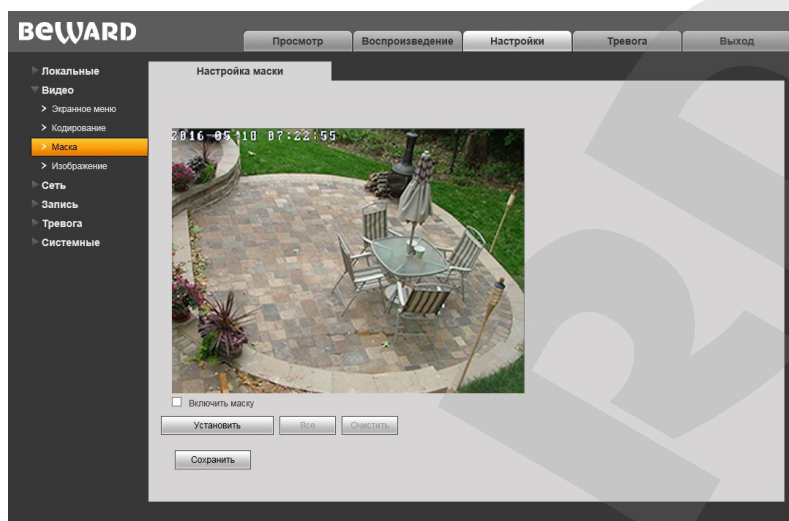 BEWARD
Просмотр
Воспроизведение
Настройки
Тревога
Выход
Локальные
Видео
Экранное меню
Кодирование
Маска
Изображение
Сеть
Запись
Тревога
Системные
Настройка маски
2016-05-10 07:22:55
Включить маску
Установить
Все
Очистить
Сохранить